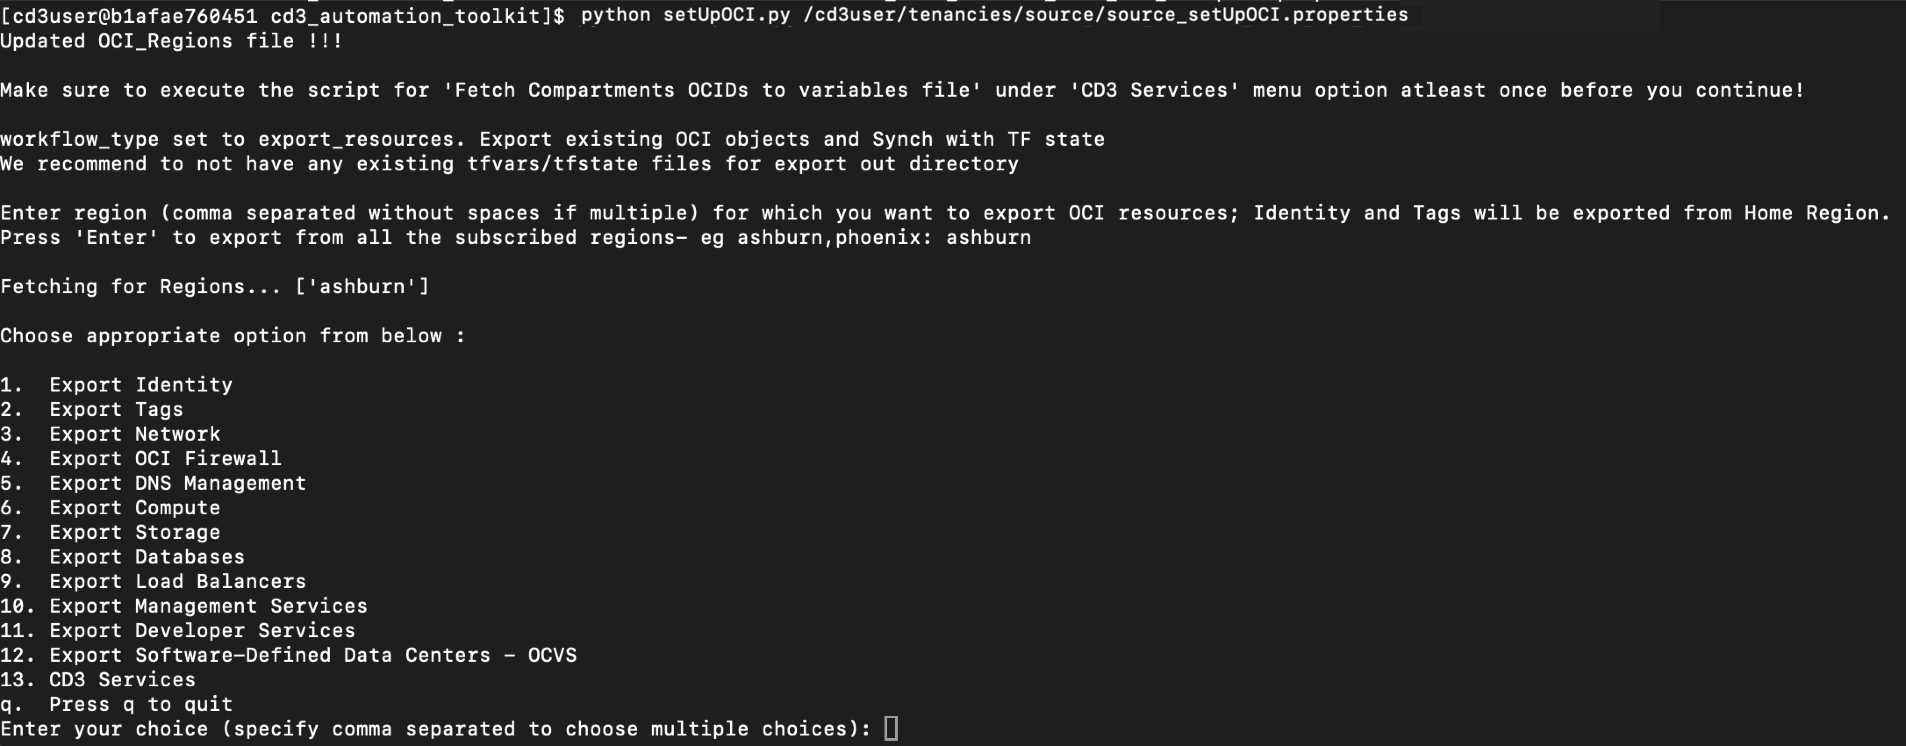 [cd3user@b1afae760451 cd3_automation_toolkit]$ python setUpOCI.py /cd3user/tenancies/source/source_setUpOCI.properties
Updated OCI_Regions file !!!
Make sure to execute the script for 'Fetch Compartments OCIDs to variables file' under 'CD3 Services' menu option atleast once before you continue!
workflow_type set to export_resources. Export existing OCI objects and Synch with TF state
We recommend to not have any existing tfvars/tfstate files for export out directory
Enter region (comma separated without spaces if multiple) for which you want to export OCI resources; Identity and Tags will be exported from Home Region.
Press 'Enter' to export from all the subscribed regions- eg ashburn,phoenix: ashburn
Fetching for Regions... ['ashburn']
Choose appropriate option from below :
1.  Export Identity
2.  Export Tags
3.  Export Network
4.  Export OCI Firewall
5.  Export DNS Management
6.  Export Compute
7.  Export Storage
8.  Export Databases
9.  Export Load Balancers
10. Export Management Services
11. Export Developer Services
12. Export Software-Defined Data Centers - OCVS
13. CD3 Services
q.  Press q to quit
Enter your choice (specify comma separated to choose multiple choices):